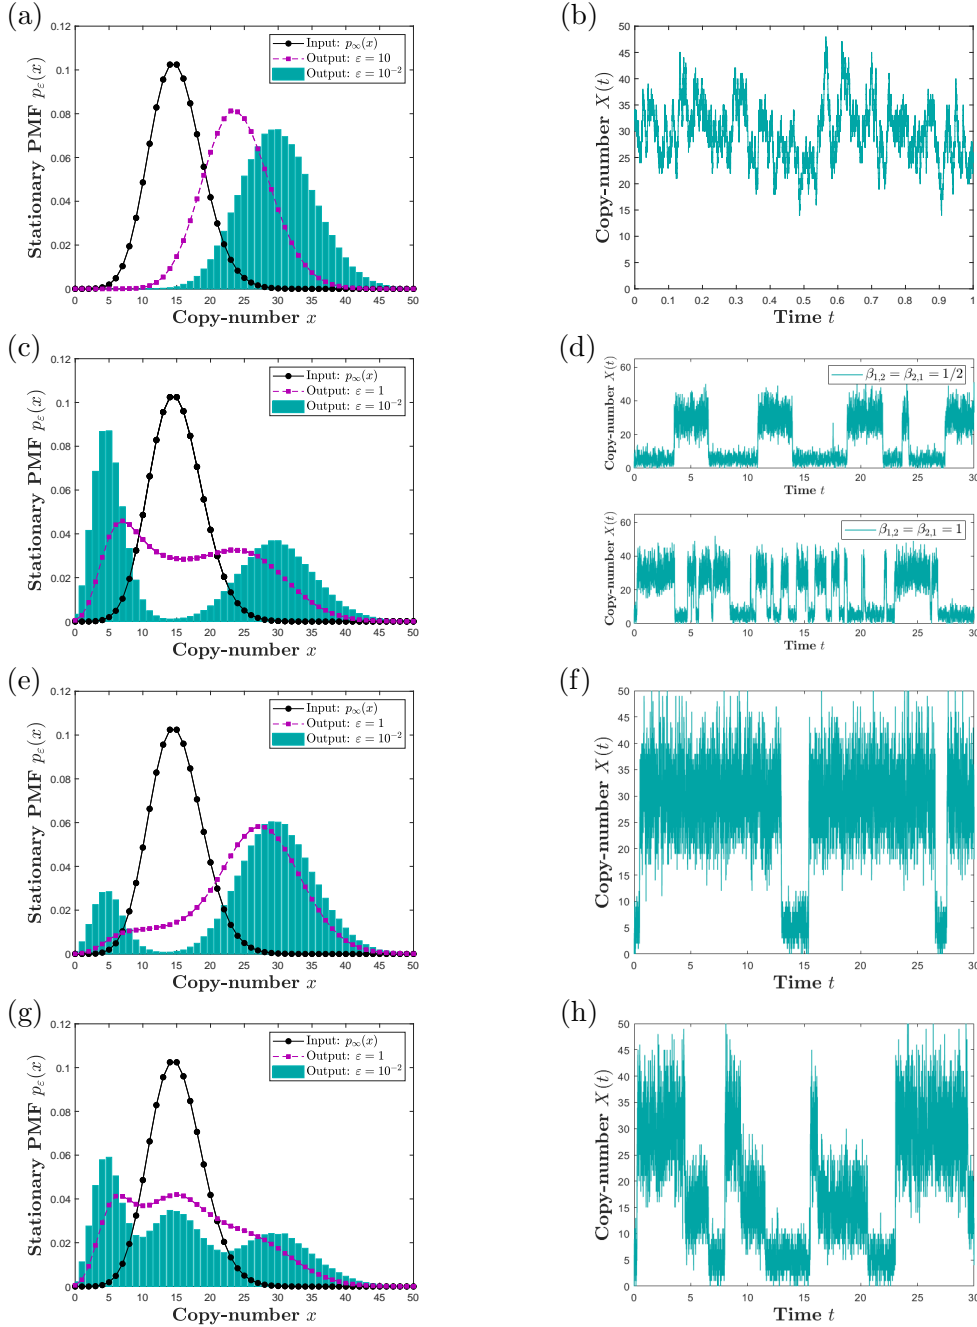 (a)
Stationary PMF pε(x)
0.12
0.1
0.08
0.06
0.04
0.02
0
Input: p∞(x)
Output: ε = 10
Output: ε = 10⁻²
0 5 10 15 20 25 30 35 40 45 50
Copy-number x
(b)
Copy-number X(t)
50
45
40
35
30
25
20
15
10
5
0
0 0.1 0.2 0.3 0.4 0.5 0.6 0.7 0.8 0.9 1
Time t
(c)
Stationary PMF pε(x)
0.12
0.1
0.08
0.06
0.04
0.02
0
Input: p∞(x)
Output: ε = 1
Output: ε = 10⁻²
0 5 10 15 20 25 30 35 40 45 50
Copy-number x
(d)
Copy-number X(t)
60
40
20
0
β1,2 = β2,1 = 1/2
0 5 10 15 20 25 30
Time t
Copy-number X(t)
60
40
20
0
β1,2 = β2,1 = 1
0 5 10 15 20 25 30
Time t
(e)
Stationary PMF pε(x)
0.12
0.1
0.08
0.06
0.04
0.02
0
Input: p∞(x)
Output: ε = 1
Output: ε = 10⁻²
0 5 10 15 20 25 30 35 40 45 50
Copy-number x
(f)
Copy-number X(t)
50
45
40
35
30
25
20
15
10
5
0
0 5 10 15 20 25 30
Time t
(g)
Stationary PMF pε(x)
0.12
0.1
0.08
0.06
0.04
0.02
0
Input: p∞(x)
Output: ε = 1
Output: ε = 10⁻²
0 5 10 15 20 25 30 35 40 45 50
Copy-number x
(h)
Copy-number X(t)
50
45
40
35
30
25
20
15
10
5
0
0 5 10 15 20 25 30
Time t